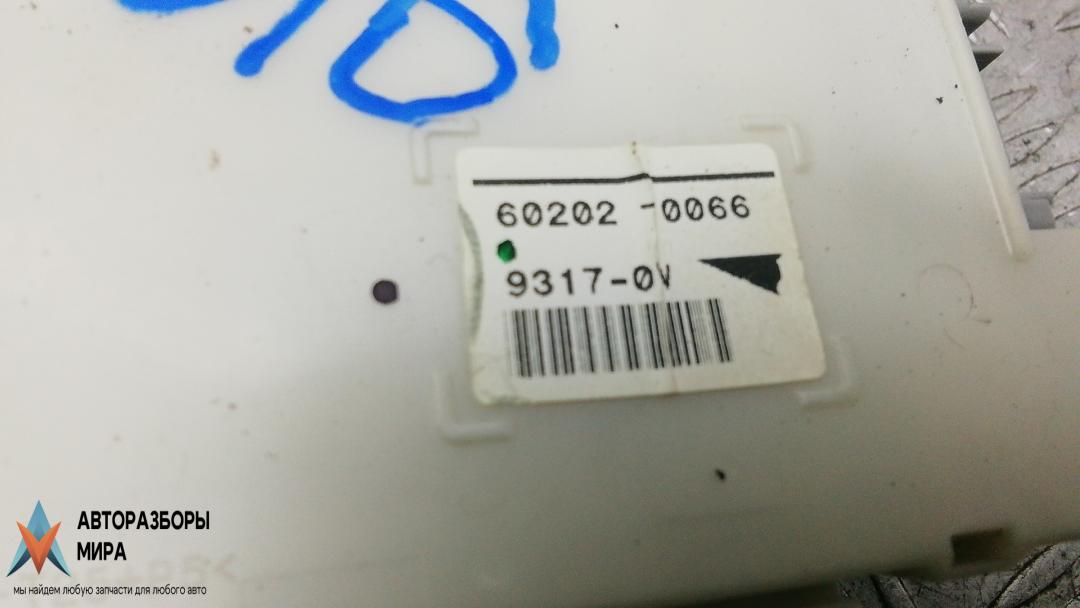 60202-0066
9317-0V
АВТОРАЗБОРЫ
МИРА
мы найдем любую запчасти для любого авто